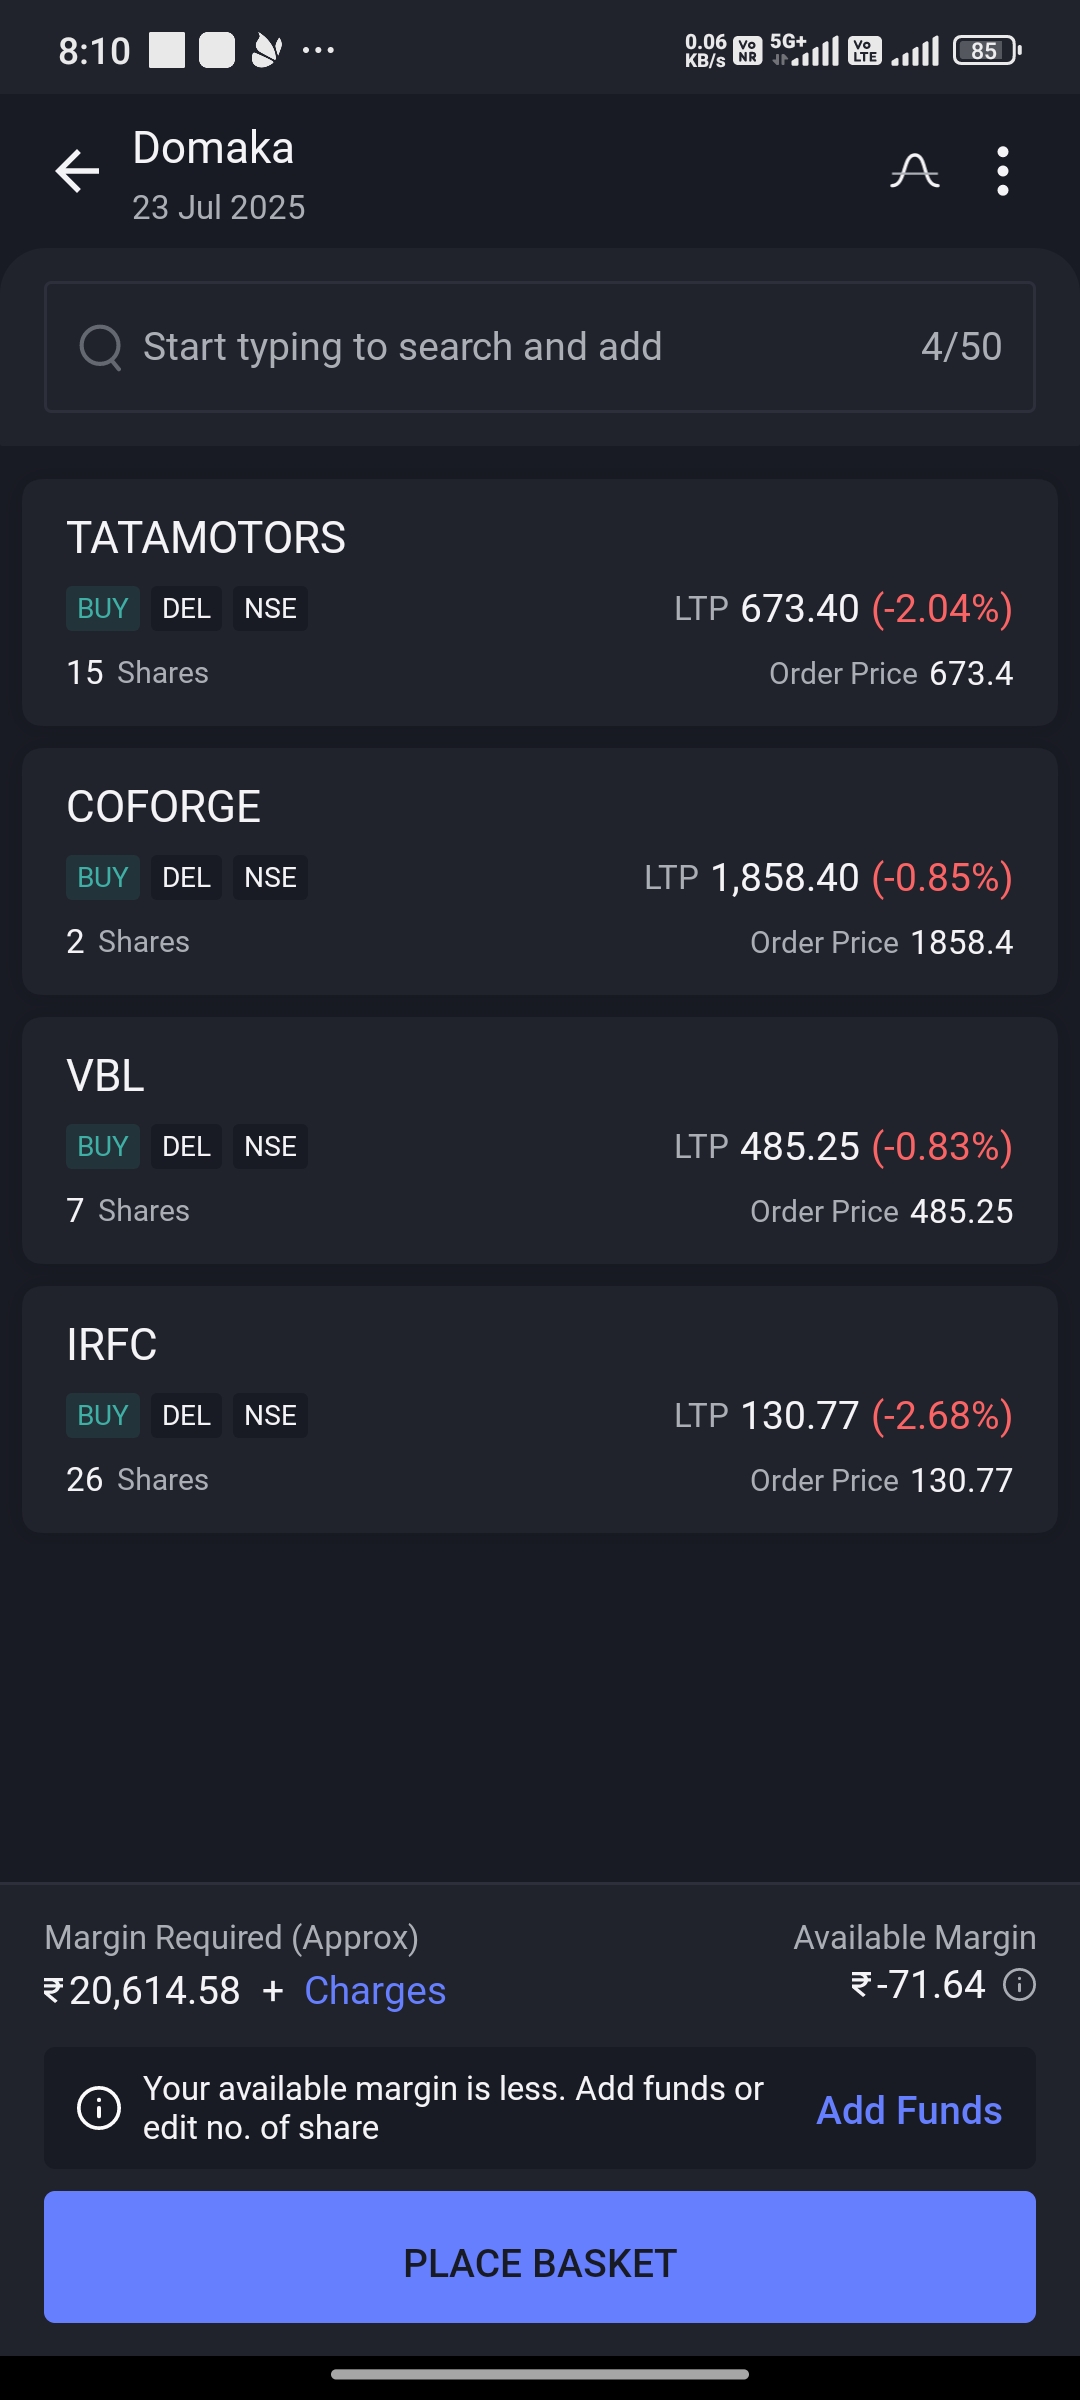 8:10
0.06 KB/s Vo NR 5G+ Vo LTE 85
Domaka
23 Jul 2025
Start typing to search and add 4/50
TATAMOTORS
BUY DEL NSE LTP 673.40 (-2.04%)
15 Shares Order Price 673.4
COFORGE
BUY DEL NSE LTP 1,858.40 (-0.85%)
2 Shares Order Price 1858.4
VBL
BUY DEL NSE LTP 485.25 (-0.83%)
7 Shares Order Price 485.25
IRFC
BUY DEL NSE LTP 130.77 (-2.68%)
26 Shares Order Price 130.77
Margin Required (Approx) Available Margin
₹20,614.58 + Charges ₹-71.64
Your available margin is less. Add funds or
edit no. of share
Add Funds
PLACE BASKET